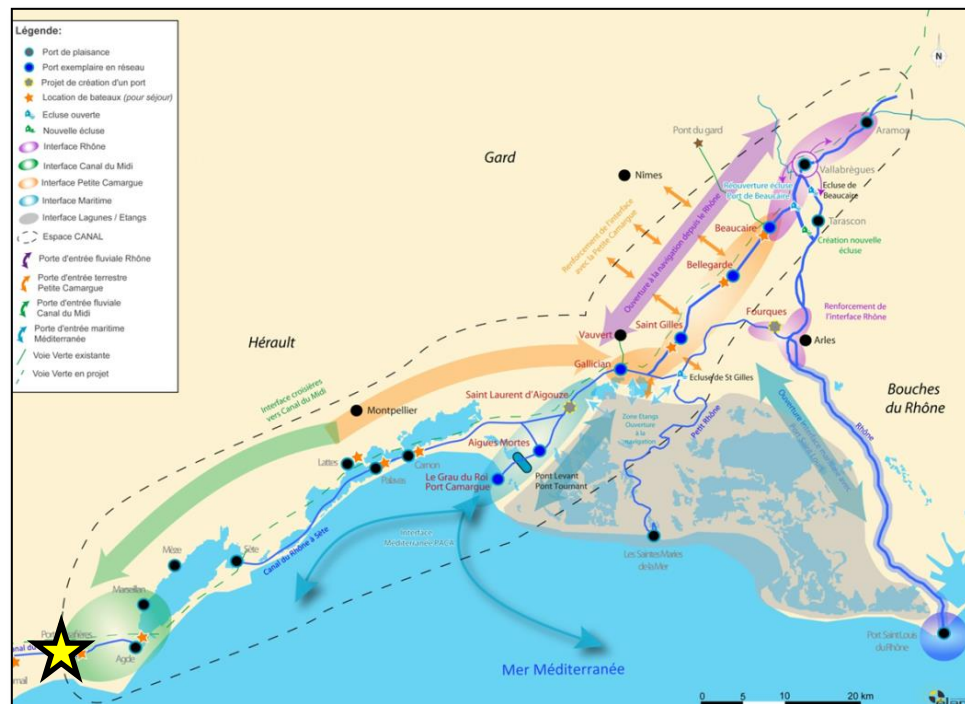 Légende:
Port de plaisance
Port exemplaire en réseau
Projet de création d'un port
Location de bateaux (pour séjour)
Ecluse ouverte
Nouvelle écluse
Interface Rhône
Interface Canal du Midi
Interface Petite Camargue
Interface Maritime
Interface Lagunes / Etangs
Espace CANAL
Porte d'entrée fluviale Rhône
Porte d'entrée terrestre
Petite Camargue
Porte d'entrée fluviale
Canal du Midi
Porte d'entrée maritime
Méditerranée
Voie Verte existante
Voie Verte en projet
N
Gard
Pont du gard
Nîmes
Aramon
Vallabrègues
Réouverture écluse
Port de Beaucaire
Ecluse de
Beaucaire
Tarascon
Création nouvelle
écluse
Beaucaire
Bellegarde
Renforcement de l'interface
avec la Petite Camargue
Ouverture à la navigation depuis le Rhône
Fourques
Renforcement de
l'interface Rhône
Arles
Saint Gilles
Vauvert
Gallician
Ecluse de St Gilles
Hérault
Bouches
du Rhône
Interface croisières
vers Canal du Midi
Montpellier
Saint Laurent d'Aigouze
Zone Etangs
Ouverture
à la
navigation
Petit Rhône
Rhône
Aigues Mortes
Lattes
Palavas
Carnon
Le Grau du Roi
Port Camargue
Pont Levant
Pont Tournant
Canal du Rhône à Sète
Interface
Méditerranée PACA
Mèze
Sète
Marseillan
Agde
Les Saintes Maries
de la Mer
Port Saint Louis
du Rhône
Mer Méditerranée
0 5 10 20 km